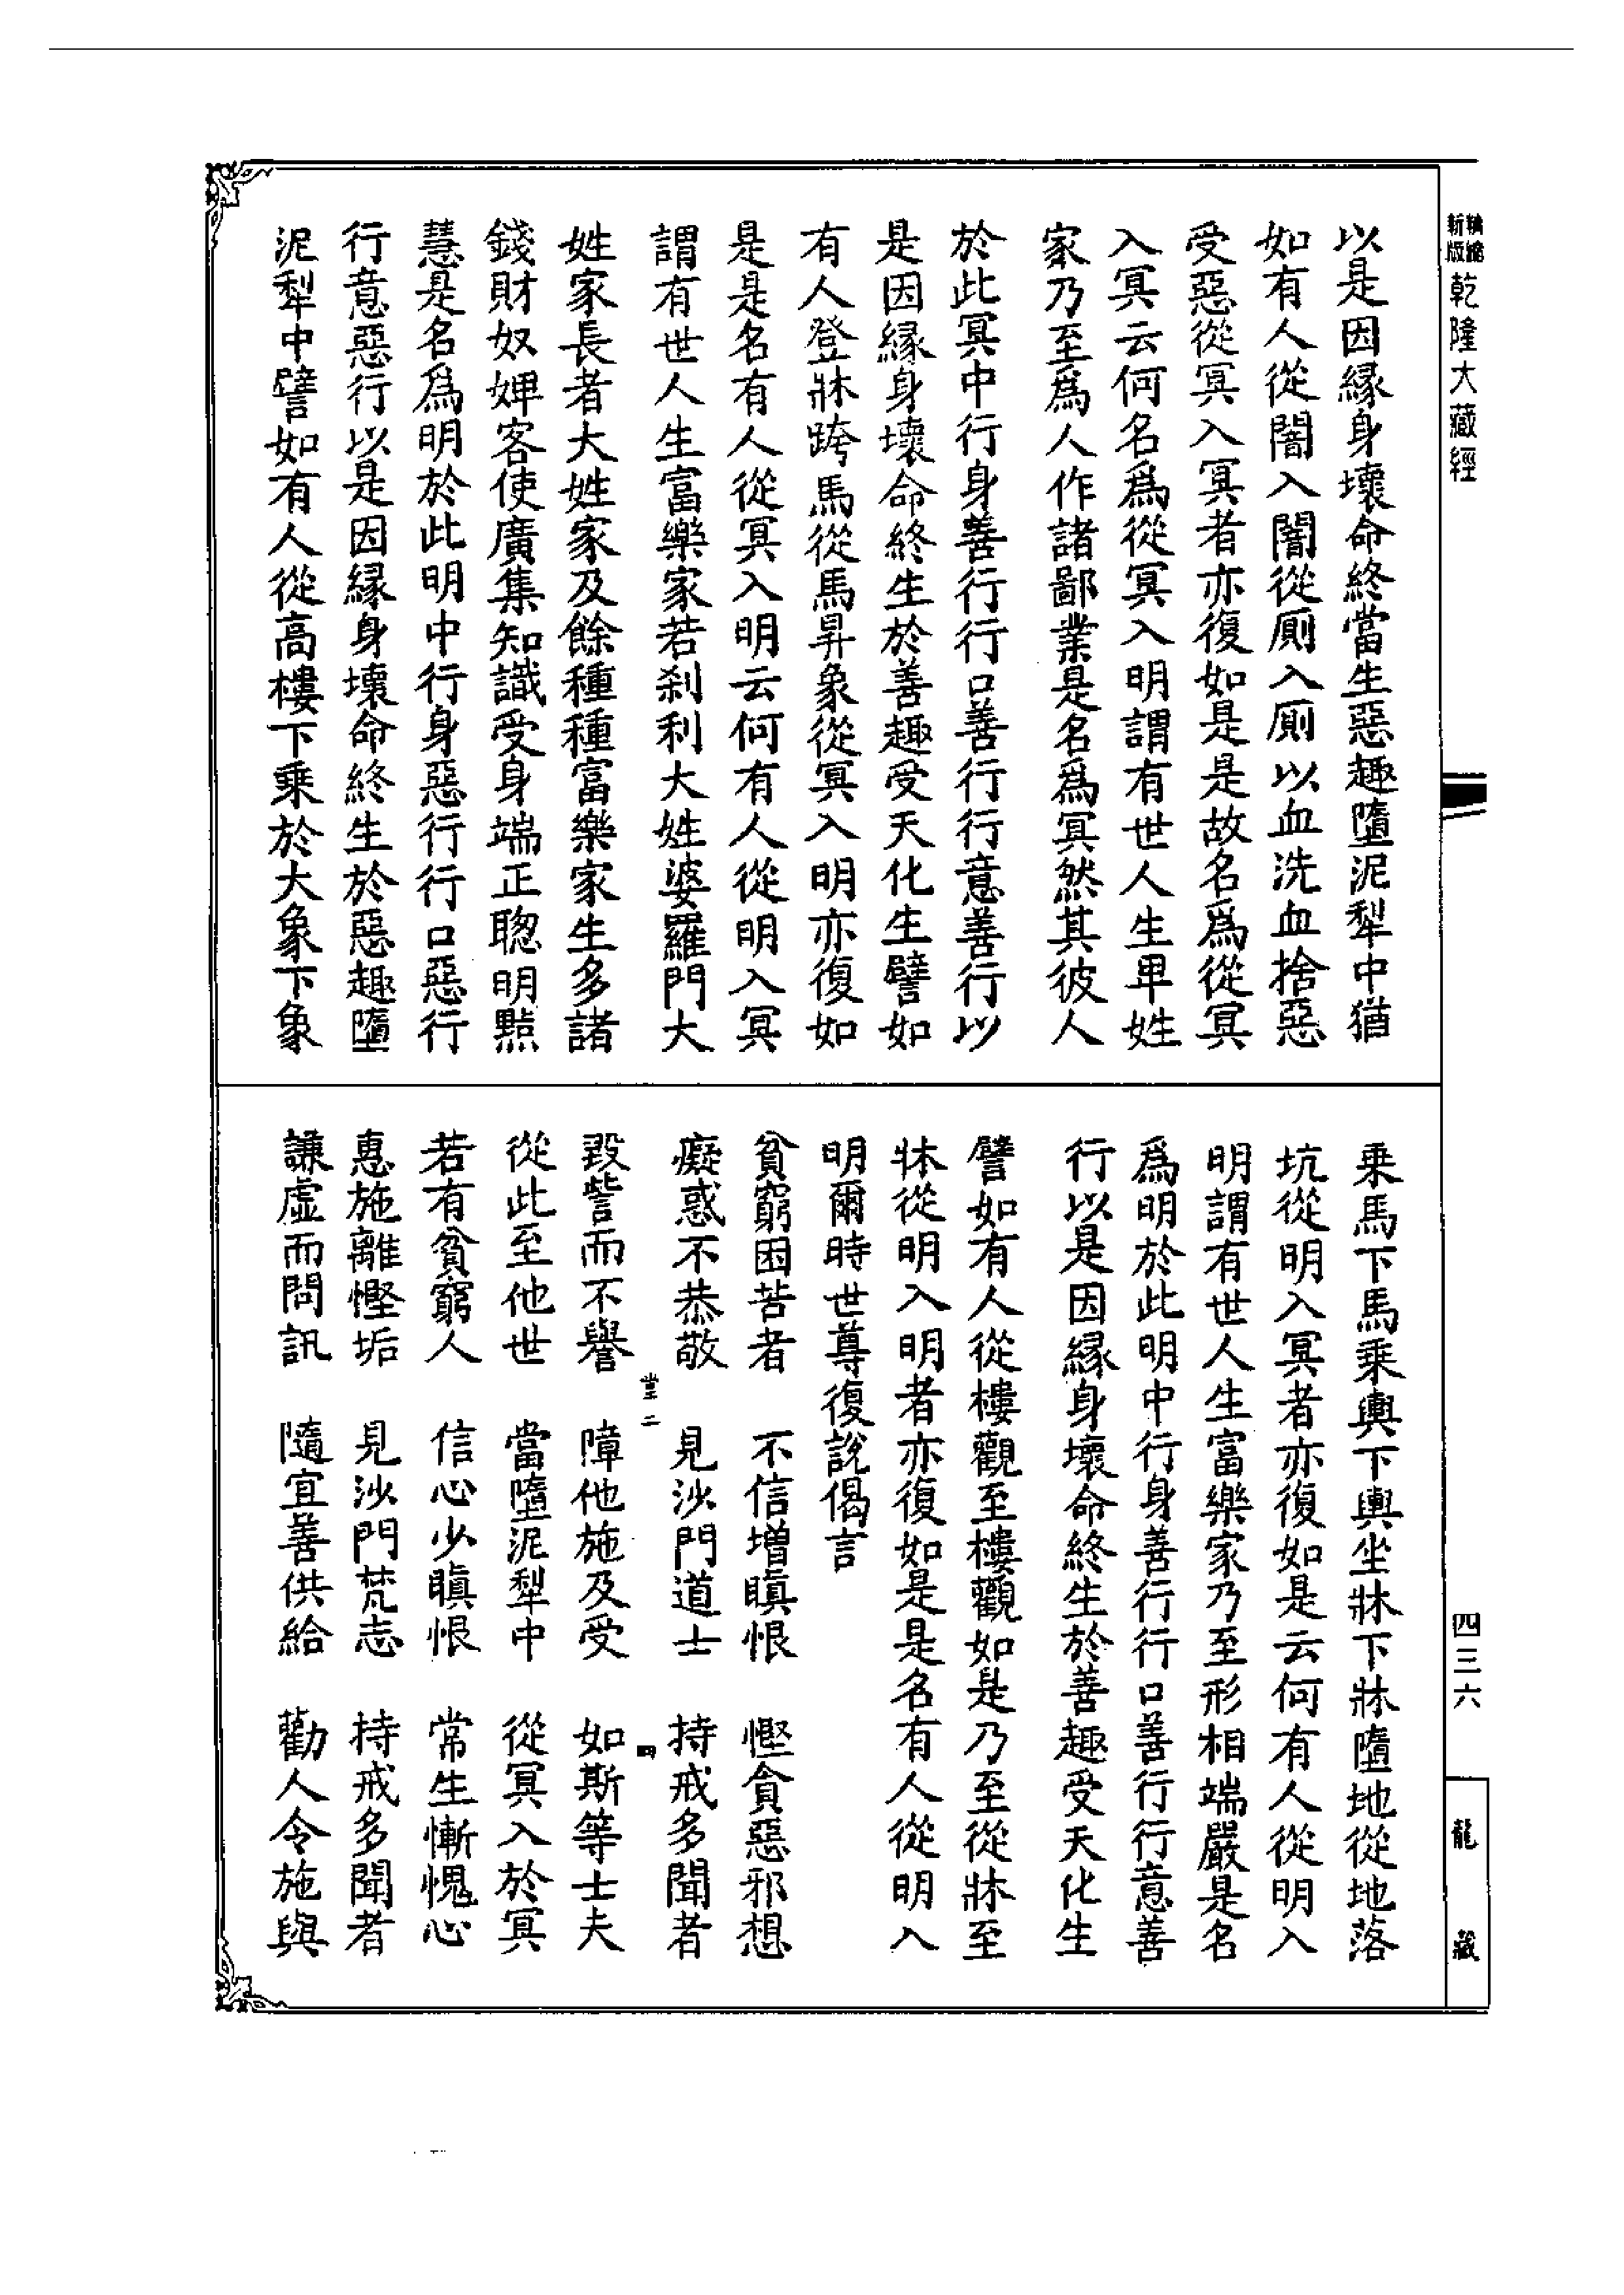 新編縮版乾隆大藏經
四三六
龍藏
以是因緣身壞命終當生惡趣墮泥犁中猶
如有人從闇入闇從廁入廁以血洗血捨惡
受惡從冥入冥者亦復如是是故名爲從冥
入冥云何名爲從冥入明謂有世人生卑姓
家乃至爲人作諸鄙業是名爲冥然其彼人
於此冥中行身善行行口善行行意善行以
是因緣身壞命終生於善趣受天化生譬如
有人登牀跨馬從馬昇象從冥入明亦復如
是是名有人從冥入明云何有人從明入冥
謂有世人生富樂家若刹利大姓婆羅門大
姓家長者大姓家及餘種種富樂家生多諸
錢財奴婢客使廣集知識受身端正聰明黠
慧是名爲明於此明中行身惡行行口惡行
行意惡行以是因緣身壞命終生於惡趣墮
泥犁中譬如有人從高樓下乘於大象下象
乘馬下馬乘輿下輿坐牀下牀墮地從地落
坑從明入冥者亦復如是云何有人從明入
明謂有世人生富樂家乃至形相端嚴是名
爲明於此明中行身善行行口善行行意善
行以是因緣身壞命終生於善趣受天化生
譬如有人從樓觀至樓觀如是乃至從牀至
牀從明入明者亦復如是是名有人從明入
明爾時世尊復說偈言
貧窮困苦者　不信增瞋恨　慳貪惡邪想
癡惑不恭敬　見沙門道士　持戒多聞者
毀訾而不譽　障他施及受　如斯等士夫
從此至他世　當墮泥犁中　從冥入於冥
若有貧窮人　信心少瞋恨　常生慚愧心
惠施離慳垢　見沙門梵志　持戒多聞者
謙虛而問訊　隨宜善供給　勸人令施與
二　四